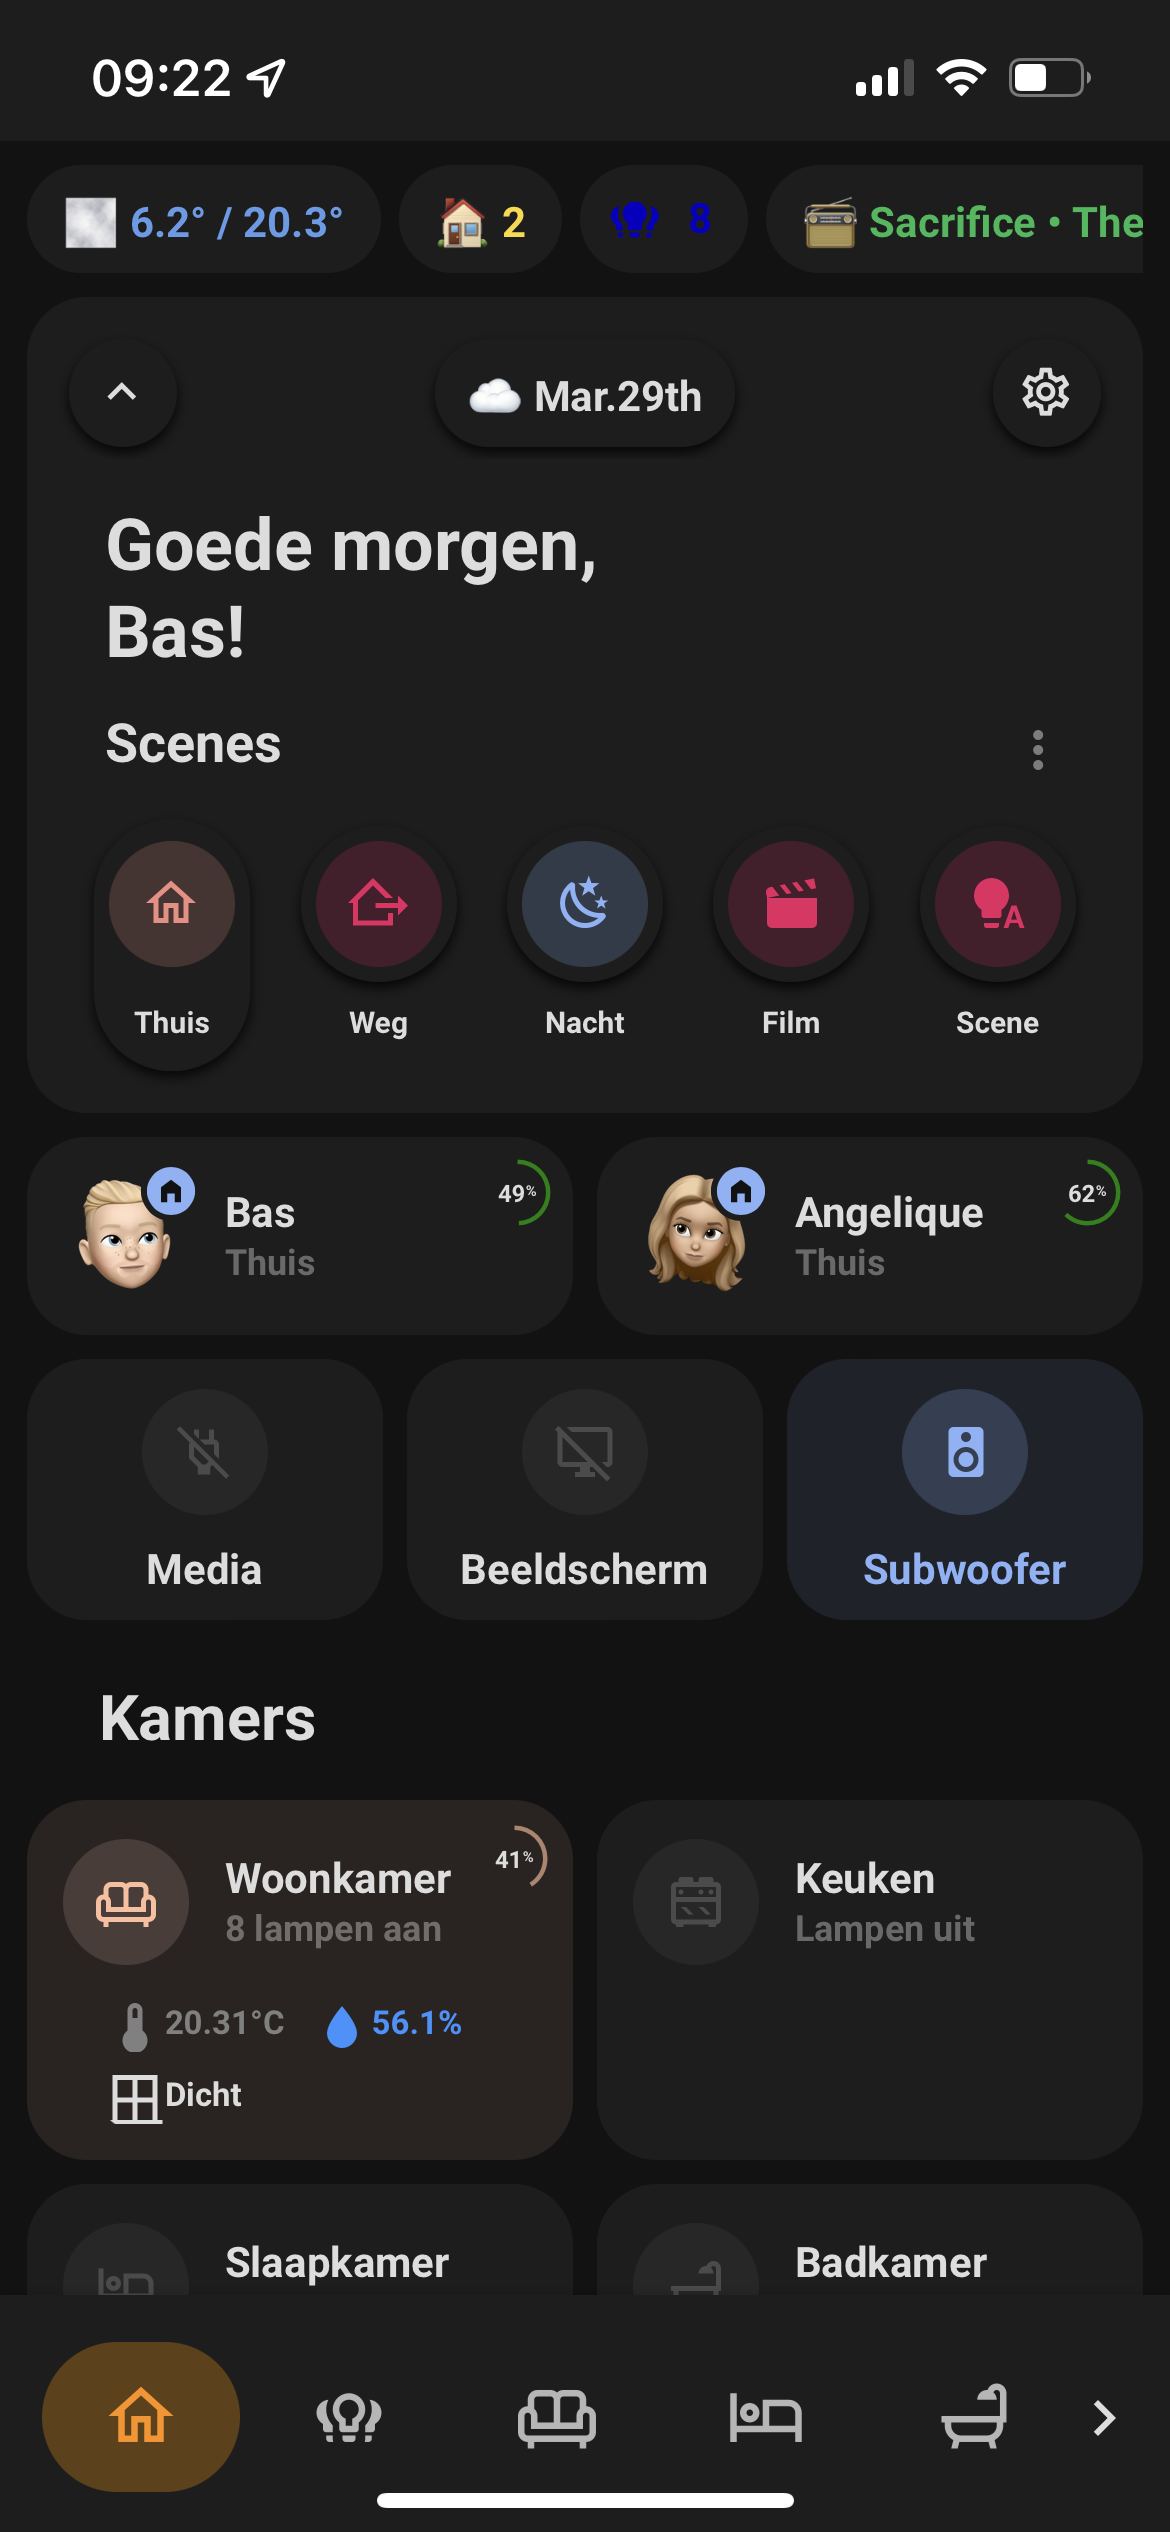 09:22
6.2° / 20.3°
2
8
Sacrifice • The
Mar.29th
Goede morgen,
Bas!
Scenes
Thuis
Weg
Nacht
Film
A
Scene
Bas
Thuis
49%
Angelique
Thuis
62%
Media
Beeldscherm
Subwoofer
Kamers
Woonkamer
8 lampen aan
41%
20.31°C
56.1%
Dicht
Keuken
Lampen uit
Slaapkamer
Badkamer